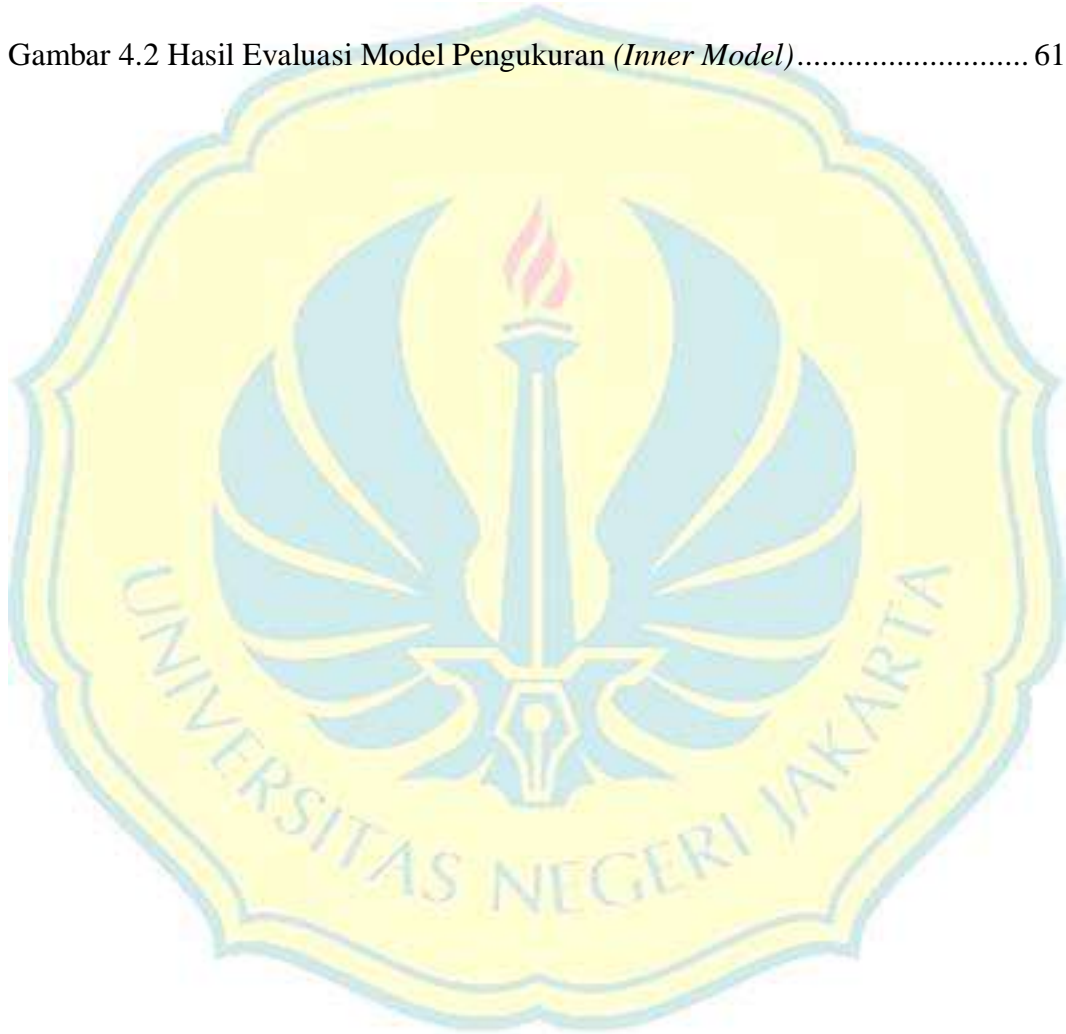 Gambar 4.2 Hasil Evaluasi Model Pengukuran (Inner Model)............................ 61
UNIVERSITAS NEGERI JAKARTA